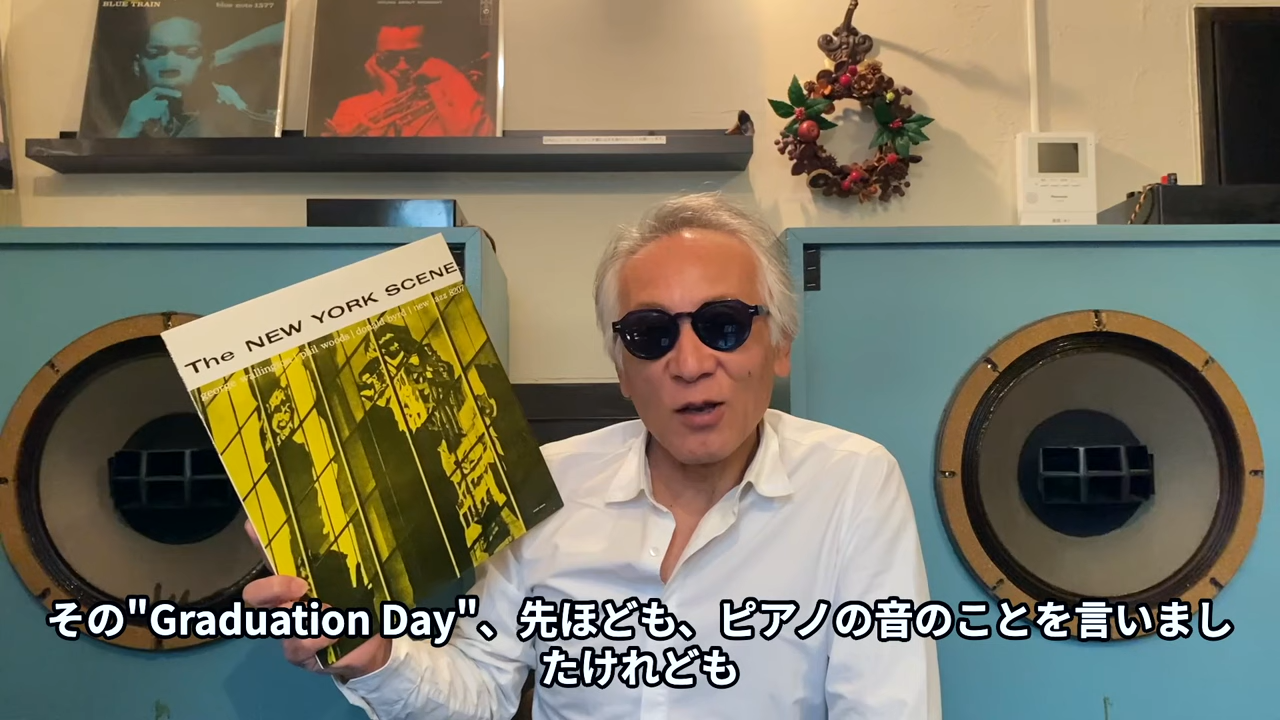 BLUE TRAIN blue note 1577
The NEW YORK SCENE
george wallington | phil woods | donald byrd | new jazz 8207
Panasonic
その"Graduation Day"、先ほども、ピアノの音のことを言いまし
たけれども